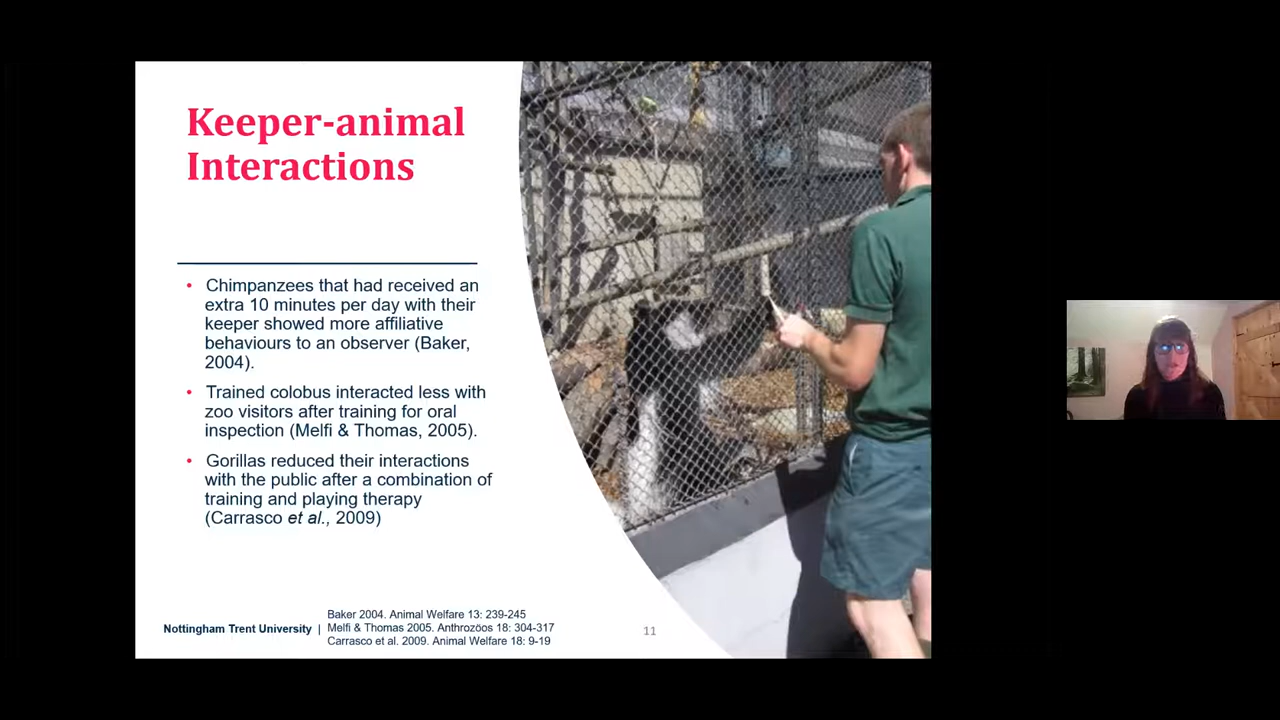 Keeper-animal
Interactions
• Chimpanzees that had received an
extra 10 minutes per day with their
keeper showed more affiliative
behaviours to an observer (Baker,
2004).
• Trained colobus interacted less with
zoo visitors after training for oral
inspection (Melfi & Thomas, 2005).
• Gorillas reduced their interactions
with the public after a combination of
training and playing therapy
(Carrasco et al., 2009)
Nottingham Trent University |
Baker 2004. Animal Welfare 13: 239-245
Melfi & Thomas 2005. Anthrozöos 18: 304-317
Carrasco et al. 2009. Animal Welfare 18: 9-19
11